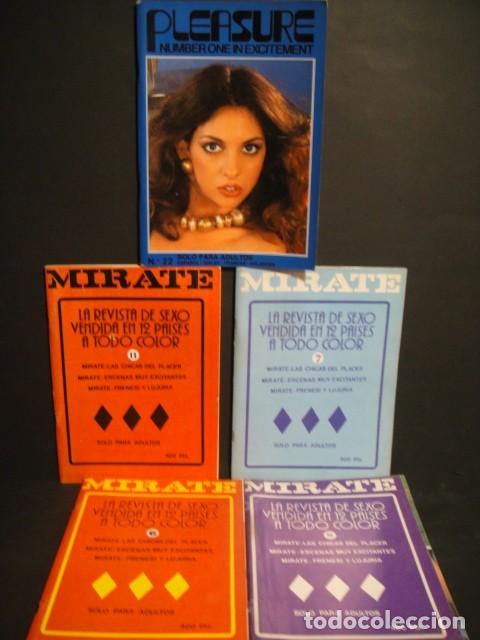 PLEASURE
NUMBER ONE IN EXCITEMENT
N.º 22
SOLO PARA ADULTOS
MIRATE
LA REVISTA DE SEXO
VENDIDA EN 12 PAISES
A TODO COLOR
11
MIRATE-LAS CHICAS DEL PLACER
MIRATE-ESCENAS MUY EXCITANTES
MIRATE-FRENESI Y LUJURIA
SOLO PARA ADULTOS
MIRATE
LA REVISTA DE SEXO
VENDIDA EN 12 PAISES
A TODO COLOR
7
MIRATE-LAS CHICAS DEL PLACER
MIRATE-ESCENAS MUY EXCITANTES
MIRATE-FRENESI Y LUJURIA
SOLO PARA ADULTOS
MIRATE
LA REVISTA DE SEXO
VENDIDA EN 12 PAISES
A TODO COLOR
MIRATE-LAS CHICAS DEL PLACER
MIRATE-ESCENAS MUY EXCITANTES
MIRATE-FRENESI Y LUJURIA
SOLO PARA ADULTOS
MIRATE
LA REVISTA DE SEXO
VENDIDA EN 12 PAISES
A TODO COLOR
MIRATE-LAS CHICAS DEL PLACER
MIRATE-ESCENAS MUY EXCITANTES
MIRATE-FRENESI Y LUJURIA
SOLO PARA ADULTOS
todocoleccion